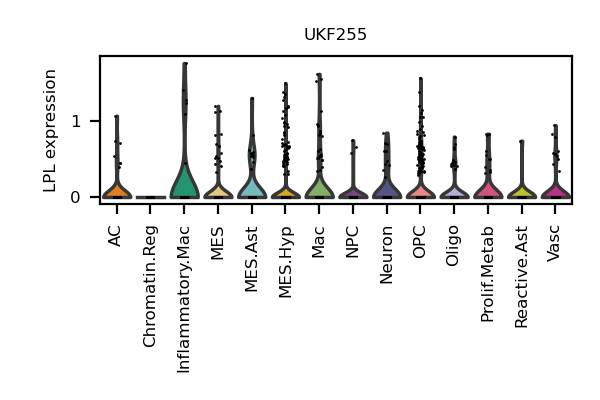 UKF255
LPL expression
1
0
AC
Chromatin.Reg
Inflammatory.Mac
MES
MES.Ast
MES.Hyp
Mac
NPC
Neuron
OPC
Oligo
Prolif.Metab
Reactive.Ast
Vasc